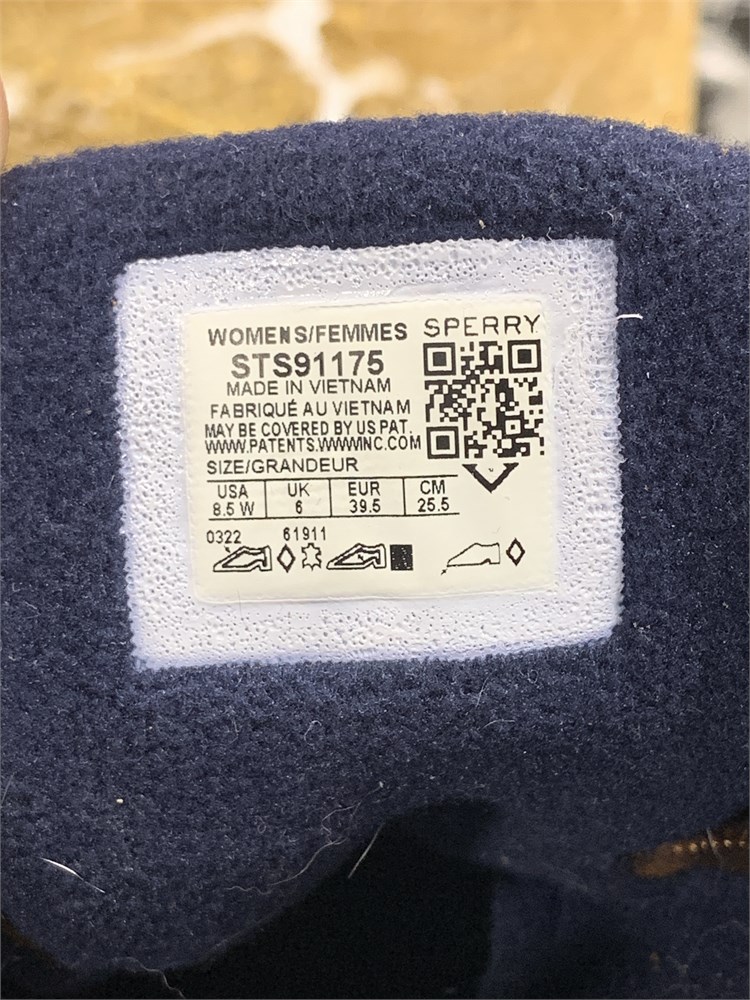 WOMENS/FEMMES SPERRY
STS91175
MADE IN VIETNAM
FABRIQUÉ AU VIETNAM
MAY BE COVERED BY US PAT.
WWW.PATENTS.WWWINC.COM
SIZE/GRANDEUR
USA UK EUR CM
8.5 W 6 39.5 25.5
0322 61911